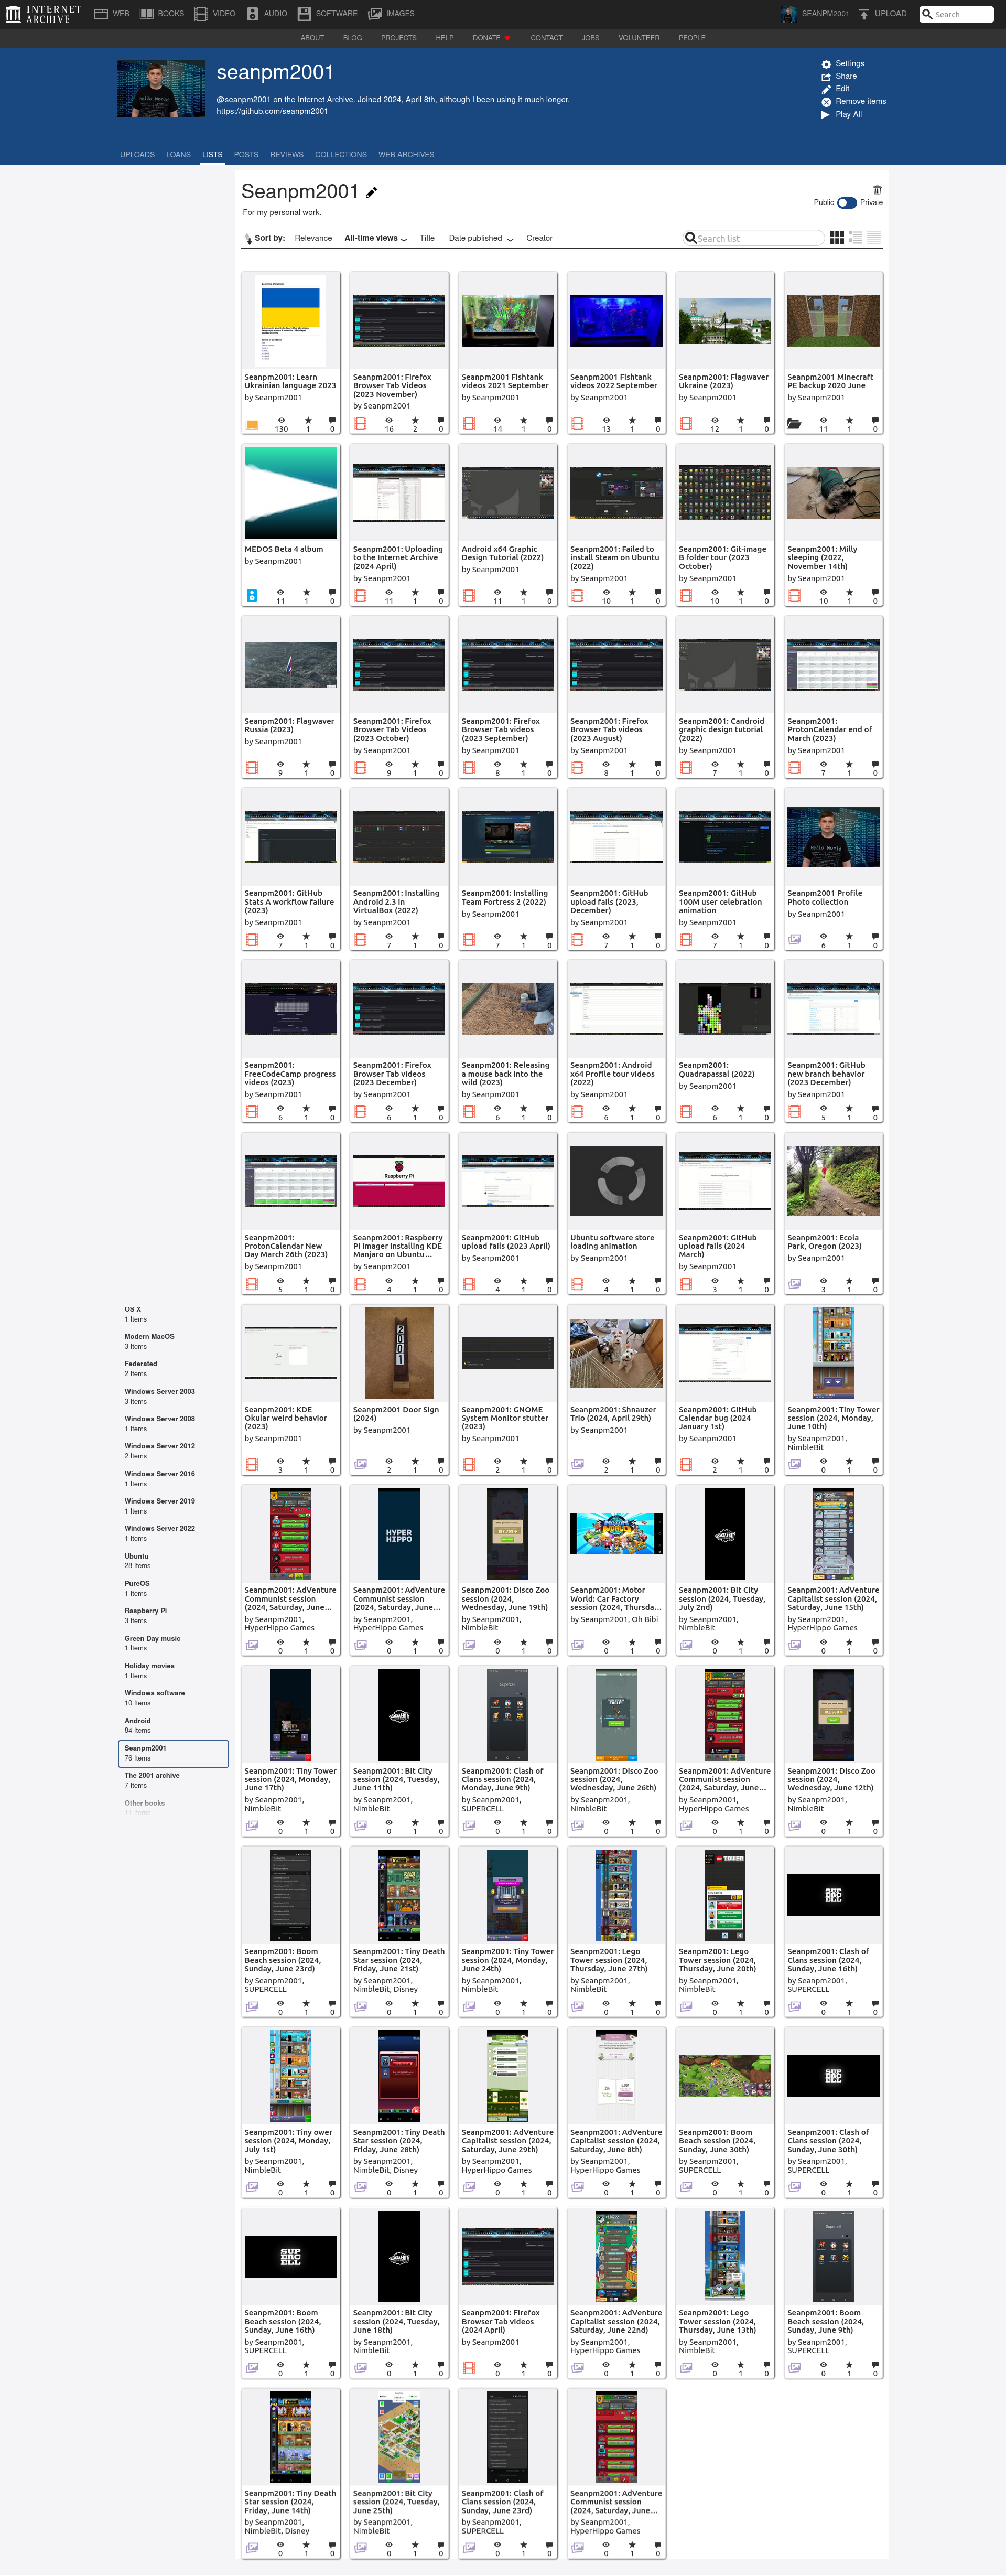 INTERNET ARCHIVE
WEB BOOKS VIDEO AUDIO SOFTWARE IMAGES SEANPM2001 UPLOAD Search
ABOUT BLOG PROJECTS HELP DONATE CONTACT JOBS VOLUNTEER PEOPLE
seanpm2001
@seanpm2001 on the Internet Archive. Joined 2024, April 8th, although I been using it much longer.
https://github.com/seanpm2001
Settings
Share
Edit
Remove items
Play All
UPLOADS LOANS LISTS POSTS REVIEWS COLLECTIONS WEB ARCHIVES
Seanpm2001
For my personal work.
Public Private
Sort by: Relevance All-time views Title Date published Creator Search list
Seanpm2001: Learn Ukrainian language 2023
by Seanpm2001
130 1 0
Seanpm2001: Firefox Browser Tab Videos (2023 November)
by Seanpm2001
16 2 0
Seanpm2001 Fishtank videos 2021 September
by Seanpm2001
14 1 0
Seanpm2001 Fishtank videos 2022 September
by Seanpm2001
13 1 0
Seanpm2001: Flagwaver Ukraine (2023)
by Seanpm2001
12 1 0
Seanpm2001 Minecraft PE backup 2020 June
by Seanpm2001
11 1 0
MEDOS Beta 4 album
by Seanpm2001
11 1 0
Seanpm2001: Uploading to the Internet Archive (2024 April)
by Seanpm2001
11 1 0
Android x64 Graphic Design Tutorial (2022)
by Seanpm2001
11 1 0
Seanpm2001: Failed to install Steam on Ubuntu (2022)
by Seanpm2001
10 1 0
Seanpm2001: Git-image B folder tour (2023 October)
by Seanpm2001
10 1 0
Seanpm2001: Milly sleeping (2022, November 14th)
by Seanpm2001
10 1 0
Seanpm2001: Flagwaver Russia (2023)
by Seanpm2001
9 1 0
Seanpm2001: Firefox Browser Tab Videos (2023 October)
by Seanpm2001
9 1 0
Seanpm2001: Firefox Browser Tab videos (2023 September)
by Seanpm2001
8 1 0
Seanpm2001: Firefox Browser Tab videos (2023 August)
by Seanpm2001
8 1 0
Seanpm2001: Candroid graphic design tutorial (2022)
by Seanpm2001
7 1 0
Seanpm2001: ProtonCalendar end of March (2023)
by Seanpm2001
7 1 0
Seanpm2001: GitHub Stats A workflow failure (2023)
by Seanpm2001
7 1 0
Seanpm2001: Installing Android 2.3 in VirtualBox (2022)
by Seanpm2001
7 1 0
Seanpm2001: Installing Team Fortress 2 (2022)
by Seanpm2001
7 1 0
Seanpm2001: GitHub upload fails (2023, December)
by Seanpm2001
7 1 0
Seanpm2001: GitHub 100M user celebration animation
by Seanpm2001
7 1 0
Hello World
Seanpm2001 Profile Photo collection
by Seanpm2001
6 1 0
Seanpm2001: FreeCodeCamp progress videos (2023)
by Seanpm2001
6 1 0
Seanpm2001: Firefox Browser Tab videos (2023 December)
by Seanpm2001
6 1 0
Seanpm2001: Releasing a mouse back into the wild (2023)
by Seanpm2001
6 1 0
Seanpm2001: Android x64 Profile tour videos (2022)
by Seanpm2001
6 1 0
Seanpm2001: Quadrapassal (2022)
by Seanpm2001
6 1 0
Seanpm2001: GitHub new branch behavior (2023 December)
by Seanpm2001
5 1 0
Seanpm2001: ProtonCalendar New Day March 26th (2023)
by Seanpm2001
5 1 0
Raspberry Pi
Seanpm2001: Raspberry Pi imager installing KDE Manjaro on Ubuntu...
by Seanpm2001
4 1 0
Seanpm2001: GitHub upload fails (2023 April)
by Seanpm2001
4 1 0
Ubuntu software store loading animation
by Seanpm2001
4 1 0
Seanpm2001: GitHub upload fails (2024 March)
by Seanpm2001
3 1 0
Seanpm2001: Ecola Park, Oregon (2023)
by Seanpm2001
3 1 0
OS X
1 Items
Modern MacOS
3 Items
Federated
2 Items
Windows Server 2003
3 Items
Windows Server 2008
1 Items
Windows Server 2012
2 Items
Windows Server 2016
1 Items
Windows Server 2019
1 Items
Windows Server 2022
1 Items
Ubuntu
28 Items
PureOS
1 Items
Raspberry Pi
3 Items
Green Day music
1 Items
Holiday movies
1 Items
Windows software
10 Items
Android
84 Items
Seanpm2001
76 Items
The 2001 archive
7 Items
Other books
11 Items
Seanpm2001: KDE Okular weird behavior (2023)
by Seanpm2001
3 1 0
2001
Seanpm2001 Door Sign (2024)
by Seanpm2001
2 1 0
Seanpm2001: GNOME System Monitor stutter (2023)
by Seanpm2001
2 1 0
Seanpm2001: Shnauzer Trio (2024, April 29th)
by Seanpm2001
2 1 0
Seanpm2001: GitHub Calendar bug (2024 January 1st)
by Seanpm2001
2 1 0
Seanpm2001: Tiny Tower session (2024, Monday, June 10th)
by Seanpm2001, NimbleBit
0 1 0
Seanpm2001: AdVenture Communist session (2024, Saturday, June...
by Seanpm2001, HyperHippo Games
0 1 0
HYPER HIPPO
Seanpm2001: AdVenture Communist session (2024, Saturday, June...
by Seanpm2001, HyperHippo Games
0 1 0
Seanpm2001: Disco Zoo session (2024, Wednesday, June 19th)
by Seanpm2001, NimbleBit
0 1 0
Seanpm2001: Motor World: Car Factory session (2024, Thursda...
by Seanpm2001, Oh Bibi
0 1 0
Seanpm2001: Bit City session (2024, Tuesday, July 2nd)
by Seanpm2001, NimbleBit
0 1 0
Seanpm2001: AdVenture Capitalist session (2024, Saturday, June 15th)
by Seanpm2001, HyperHippo Games
0 1 0
Seanpm2001: Tiny Tower session (2024, Monday, June 17th)
by Seanpm2001, NimbleBit
0 1 0
Seanpm2001: Bit City session (2024, Tuesday, June 11th)
by Seanpm2001, NimbleBit
0 1 0
Seanpm2001: Clash of Clans session (2024, Monday, June 9th)
by Seanpm2001, SUPERCELL
0 1 0
Seanpm2001: Disco Zoo session (2024, Wednesday, June 26th)
by Seanpm2001, NimbleBit
0 1 0
Seanpm2001: AdVenture Communist session (2024, Saturday, June...
by Seanpm2001, HyperHippo Games
0 1 0
Seanpm2001: Disco Zoo session (2024, Wednesday, June 12th)
by Seanpm2001, NimbleBit
0 1 0
Seanpm2001: Boom Beach session (2024, Sunday, June 23rd)
by Seanpm2001, SUPERCELL
0 1 0
Seanpm2001: Tiny Death Star session (2024, Friday, June 21st)
by Seanpm2001, NimbleBit, Disney
0 1 0
Seanpm2001: Tiny Tower session (2024, Monday, June 24th)
by Seanpm2001, NimbleBit
0 1 0
Seanpm2001: Lego Tower session (2024, Thursday, June 27th)
by Seanpm2001, NimbleBit
0 1 0
TOWER
Seanpm2001: Lego Tower session (2024, Thursday, June 20th)
by Seanpm2001, NimbleBit
0 1 0
SUPERCELL
Seanpm2001: Clash of Clans session (2024, Sunday, June 16th)
by Seanpm2001, SUPERCELL
0 1 0
Seanpm2001: Tiny ower session (2024, Monday, July 1st)
by Seanpm2001, NimbleBit
0 1 0
Seanpm2001: Tiny Death Star session (2024, Friday, June 28th)
by Seanpm2001, NimbleBit, Disney
0 1 0
Seanpm2001: AdVenture Capitalist session (2024, Saturday, June 29th)
by Seanpm2001, HyperHippo Games
0 1 0
Seanpm2001: AdVenture Capitalist session (2024, Saturday, June 8th)
by Seanpm2001, HyperHippo Games
0 1 0
Seanpm2001: Boom Beach session (2024, Sunday, June 30th)
by Seanpm2001, SUPERCELL
0 1 0
SUPERCELL
Seanpm2001: Clash of Clans session (2024, Sunday, June 30th)
by Seanpm2001, SUPERCELL
0 1 0
SUPERCELL
Seanpm2001: Boom Beach session (2024, Sunday, June 16th)
by Seanpm2001, SUPERCELL
0 1 0
Seanpm2001: Bit City session (2024, Tuesday, June 18th)
by Seanpm2001, NimbleBit
0 1 0
Seanpm2001: Firefox Browser Tab videos (2024 April)
by Seanpm2001
0 1 0
Seanpm2001: AdVenture Capitalist session (2024, Saturday, June 22nd)
by Seanpm2001, HyperHippo Games
0 1 0
Seanpm2001: Lego Tower session (2024, Thursday, June 13th)
by Seanpm2001, NimbleBit
0 1 0
Seanpm2001: Boom Beach session (2024, Sunday, June 9th)
by Seanpm2001, SUPERCELL
0 1 0
Seanpm2001: Tiny Death Star session (2024, Friday, June 14th)
by Seanpm2001, NimbleBit, Disney
0 1 0
Seanpm2001: Bit City session (2024, Tuesday, June 25th)
by Seanpm2001, NimbleBit
0 1 0
Seanpm2001: Clash of Clans session (2024, Sunday, June 23rd)
by Seanpm2001, SUPERCELL
0 1 0
Seanpm2001: AdVenture Communist session (2024, Saturday, June...
by Seanpm2001, HyperHippo Games
0 1 0